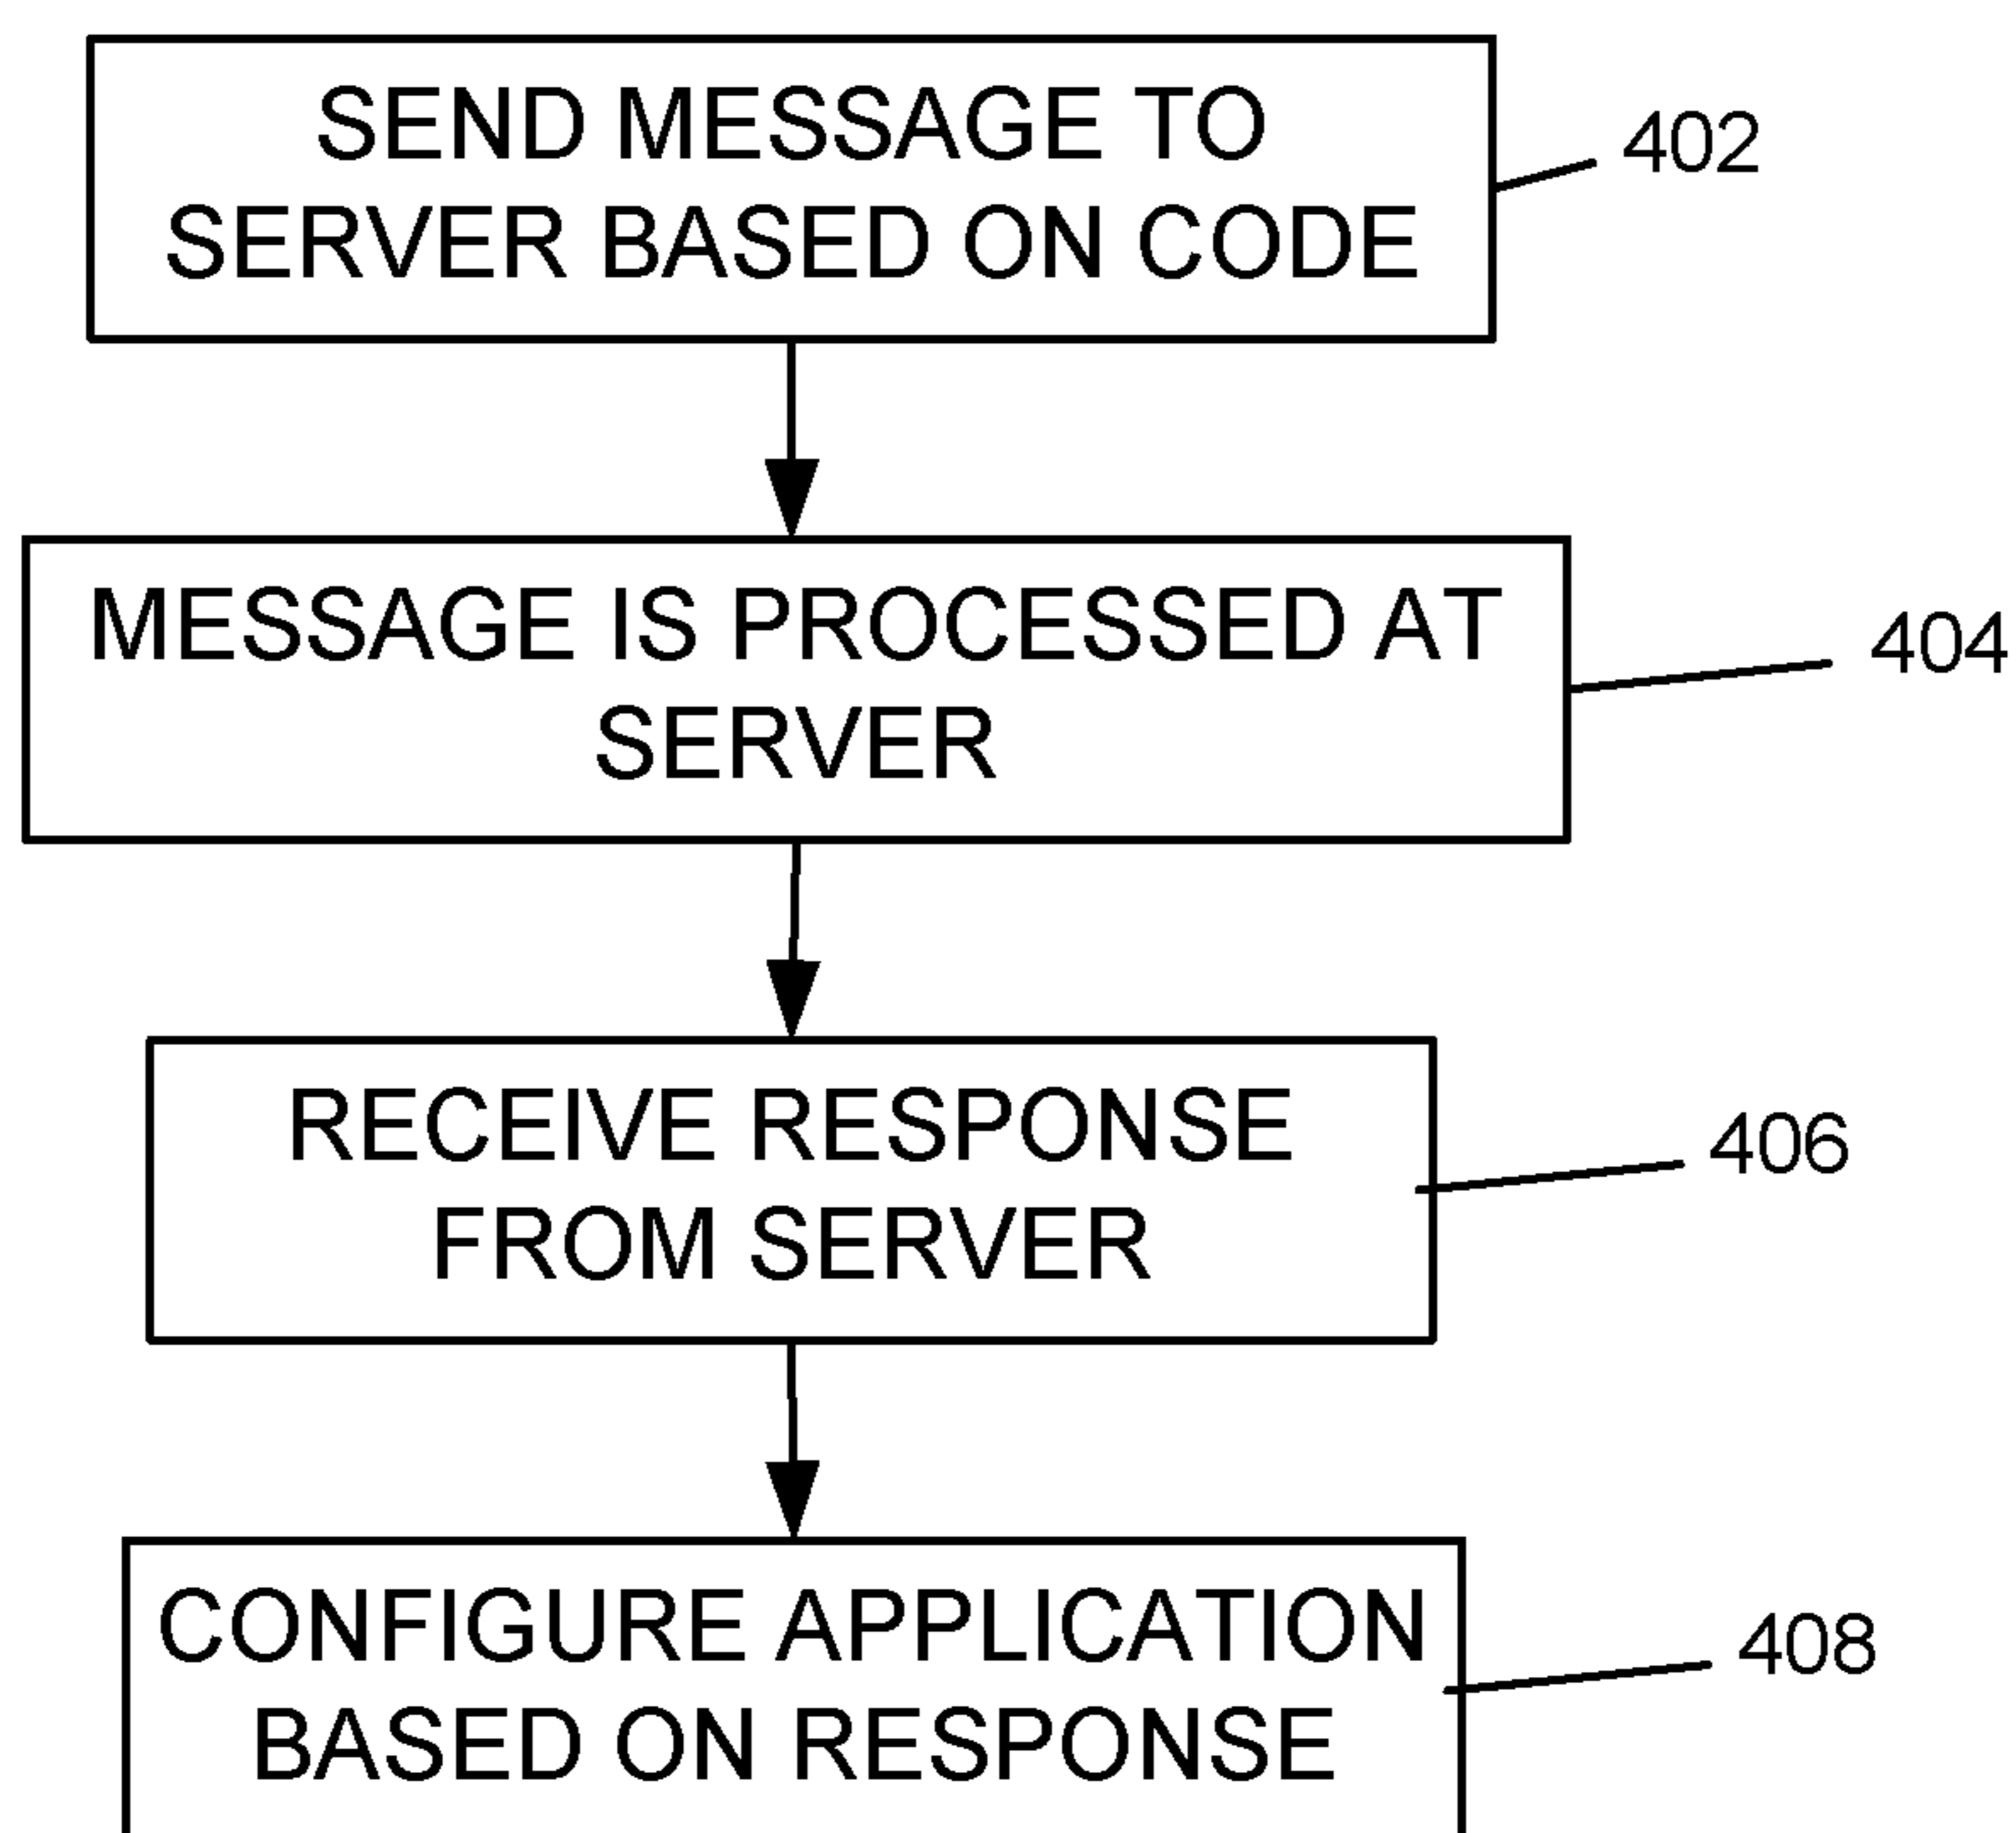 SEND MESSAGE TO
SERVER BASED ON CODE
402
MESSAGE IS PROCESSED AT
SERVER
404
RECEIVE RESPONSE
FROM SERVER
406
CONFIGURE APPLICATION
BASED ON RESPONSE
408